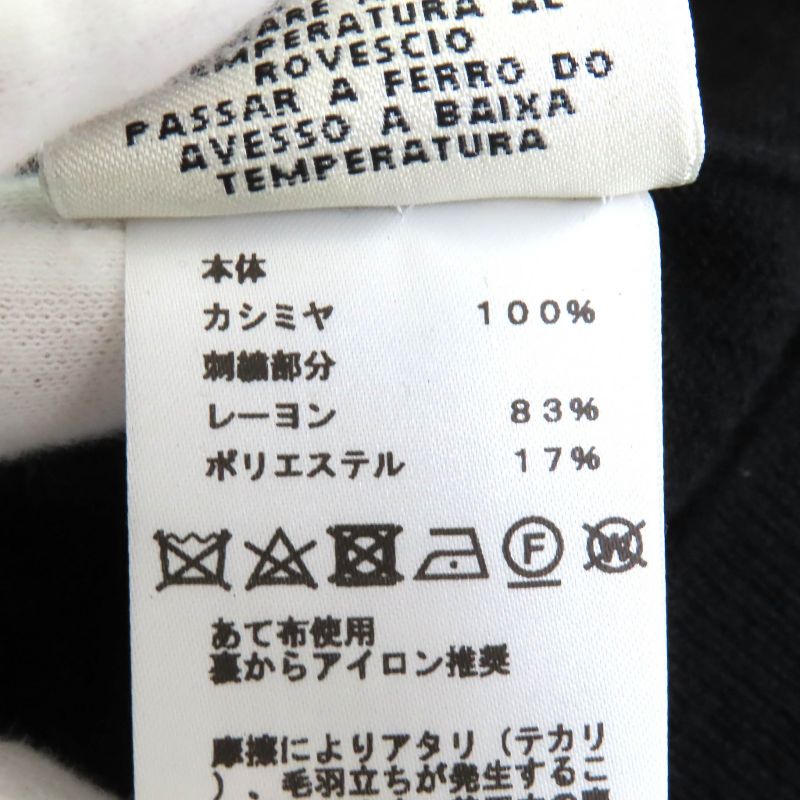 TEMPERATURA AL
ROVESCIO
PASSAR A FERRO DO
AVESSO A BAIXA
TEMPERATURA
本体
カシミヤ 100%
刺繍部分
レーヨン 83%
ポリエステル 17%
F
W
あて布使用
裏からアイロン推奨
摩擦によりアタリ(テカリ
)、毛羽立ちが発生するこ